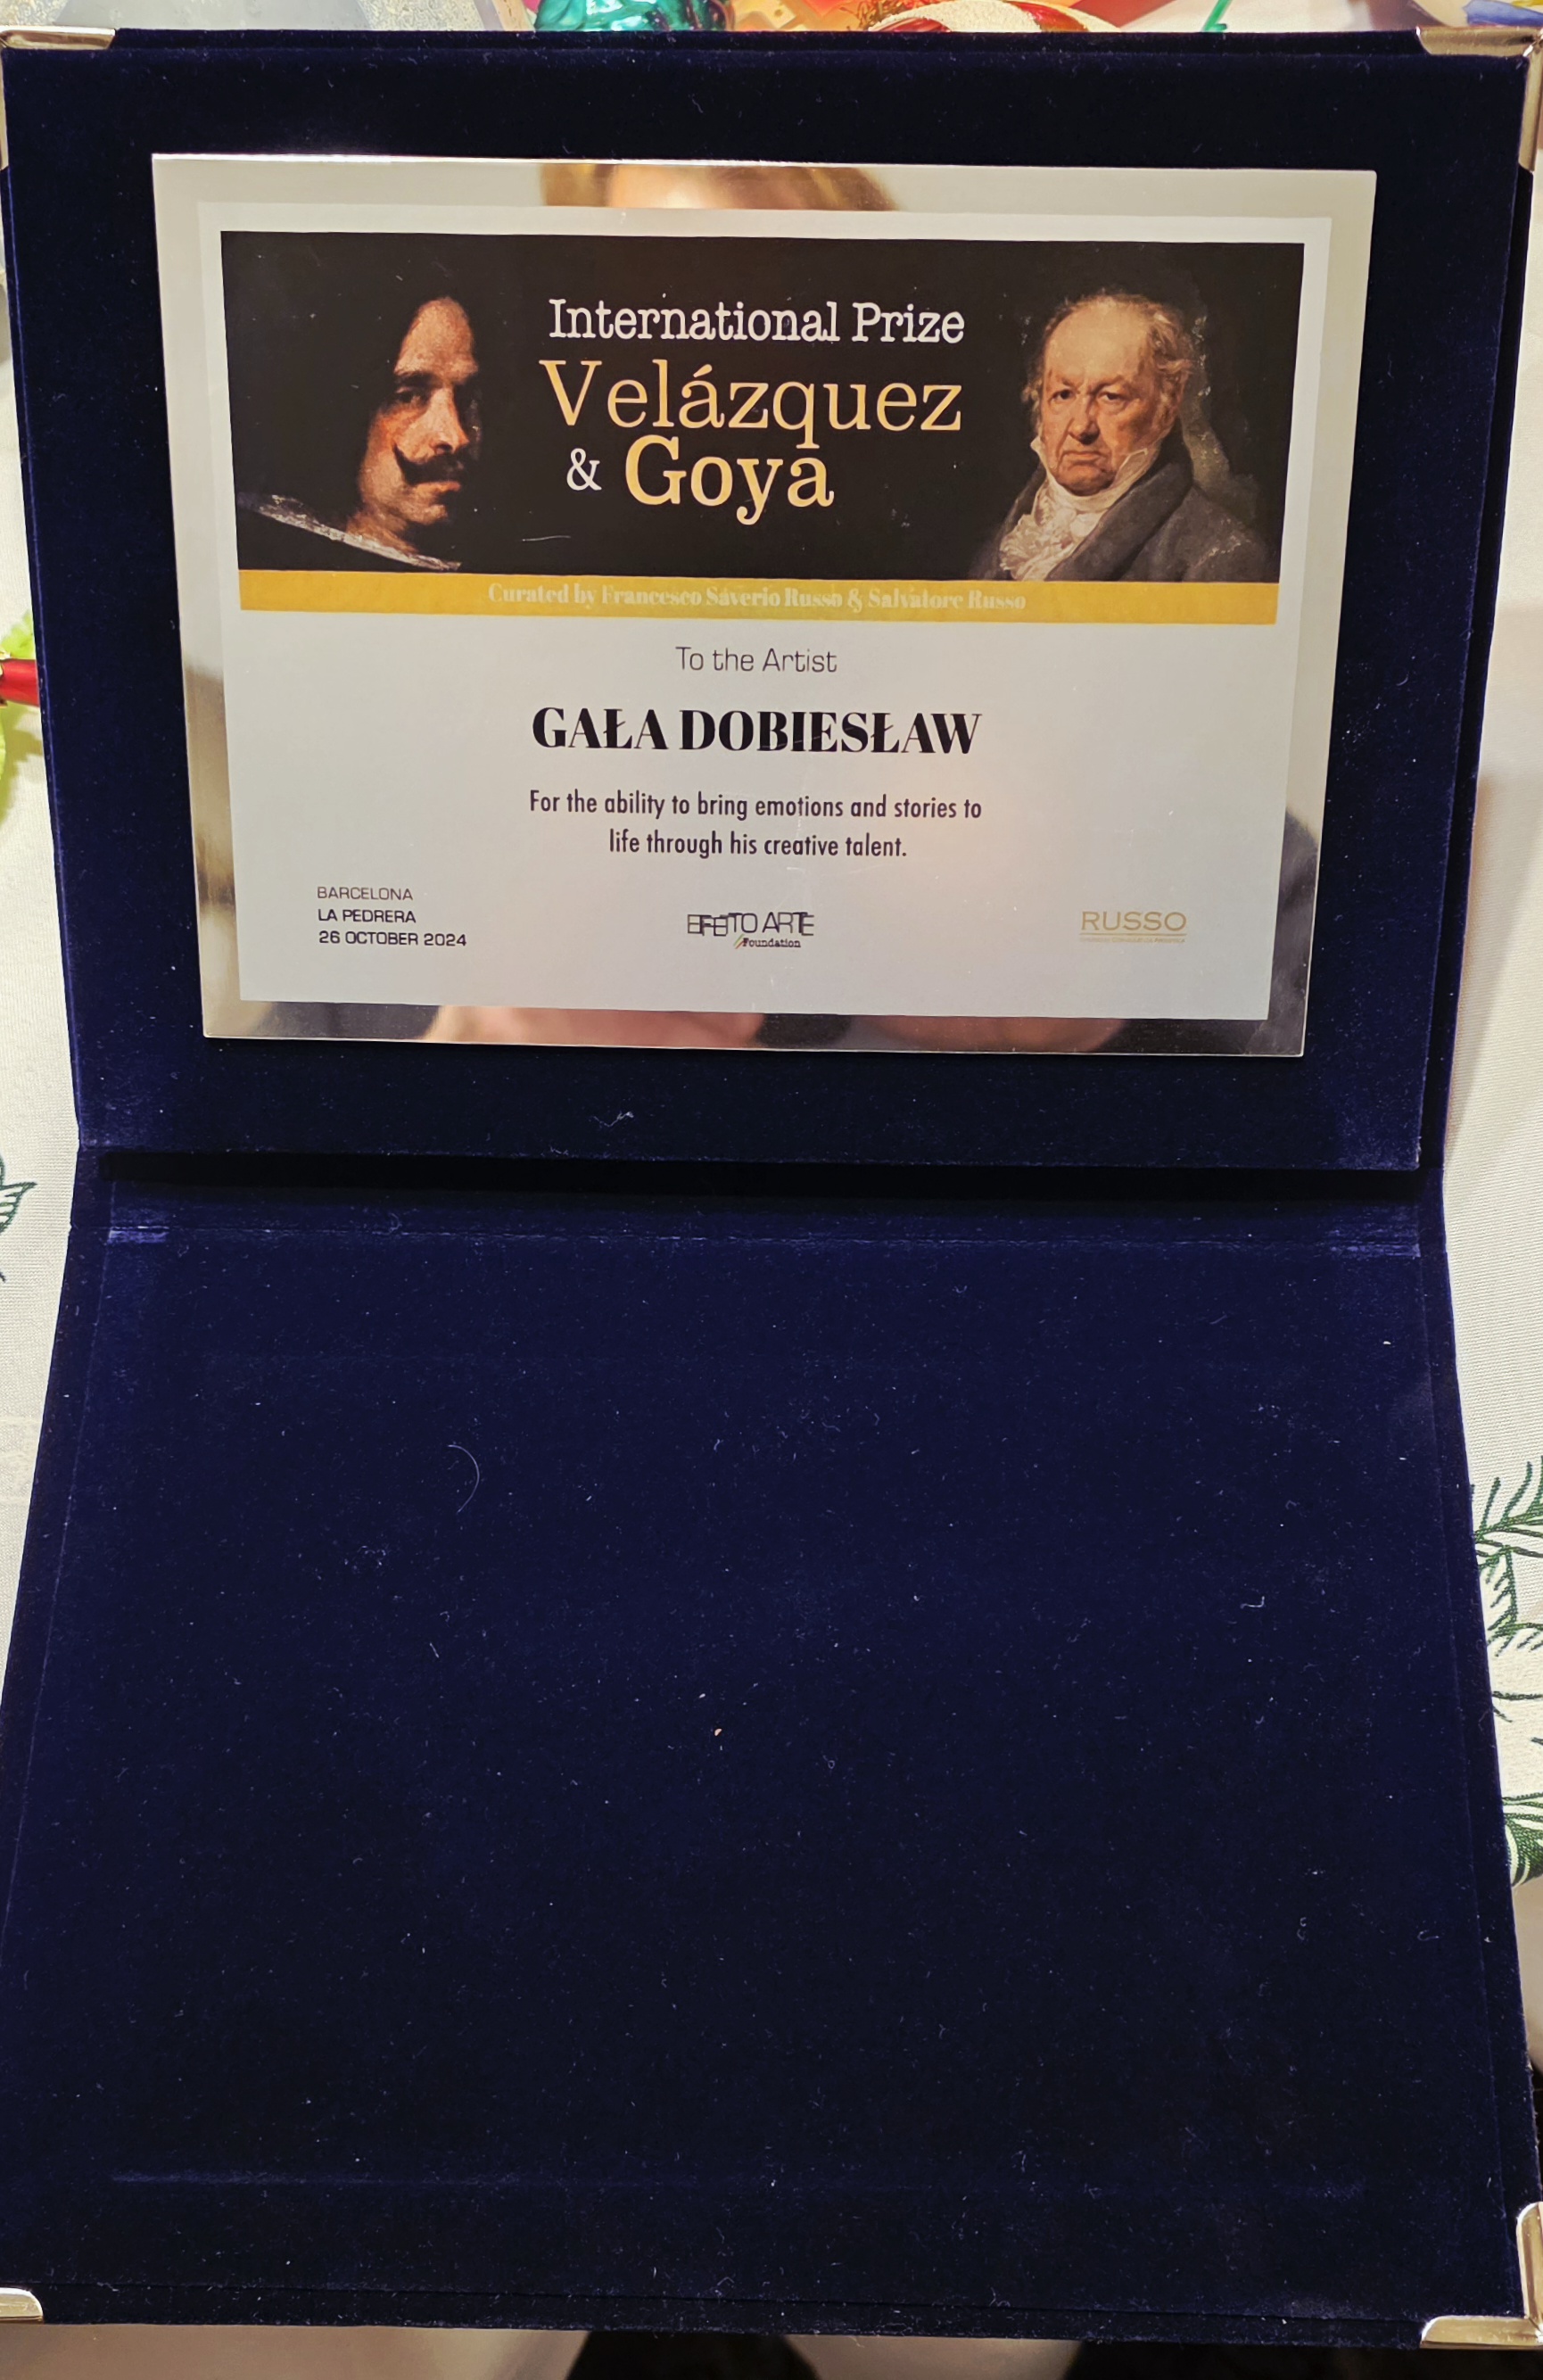 International Prize
Velázquez
& Goya
Curated by Francesco Saverio Russo & Salvatore Russo
To the Artist
GAŁA DOBIESŁAW
For the ability to bring emotions and stories to
life through his creative talent.
BARCELONA
LA PEDRERA
26 OCTOBER 2024
EFFETTO ARTE
Foundation
RUSSO